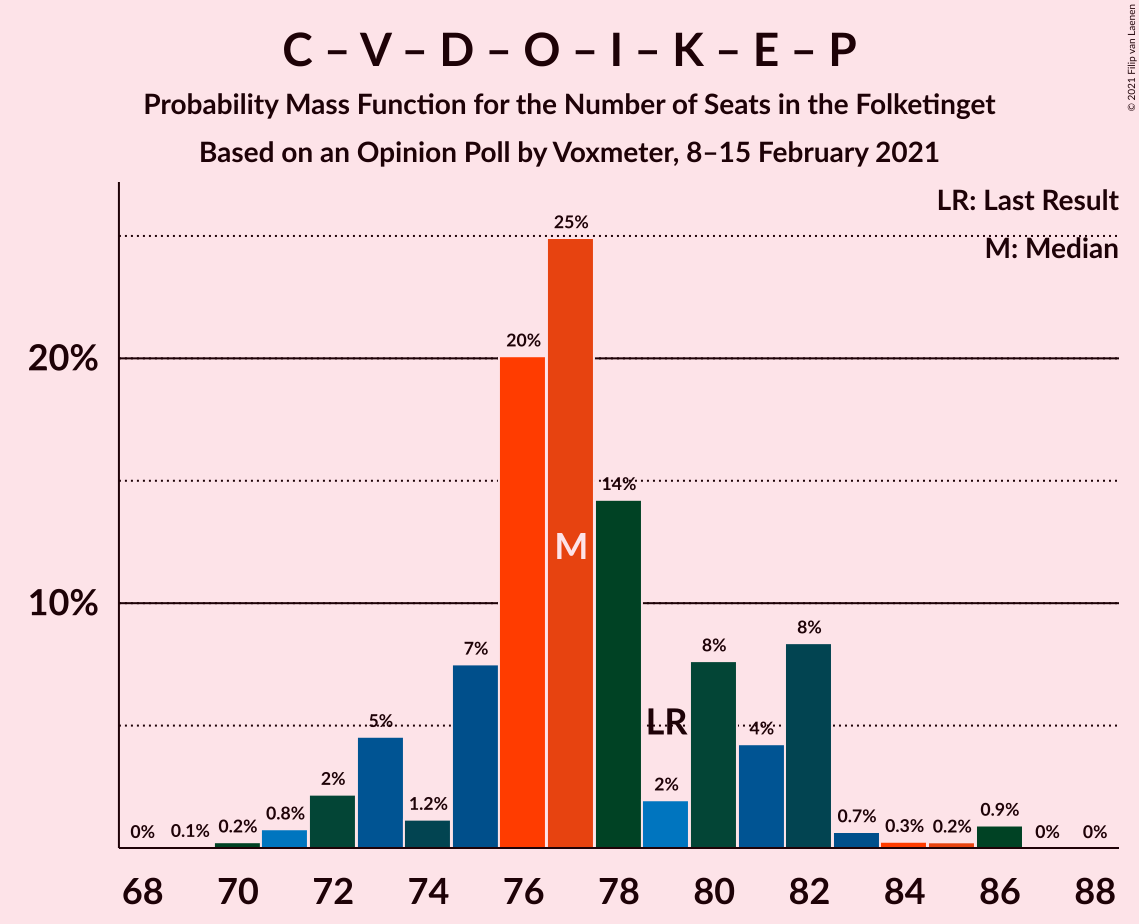 C – V – D – O – I – K – E – P
Probability Mass Function for the Number of Seats in the Folketinget
Based on an Opinion Poll by Voxmeter, 8–15 February 2021
© 2021 Filip van Laenen
LR: Last Result
M: Median
20%
10%
0%
0.1%
0.2%
0.8%
2%
5%
1.2%
7%
20%
25%
14%
2%
8%
4%
8%
0.7%
0.3%
0.2%
0.9%
0%
0%
M
LR
68 70 72 74 76 78 80 82 84 86 88